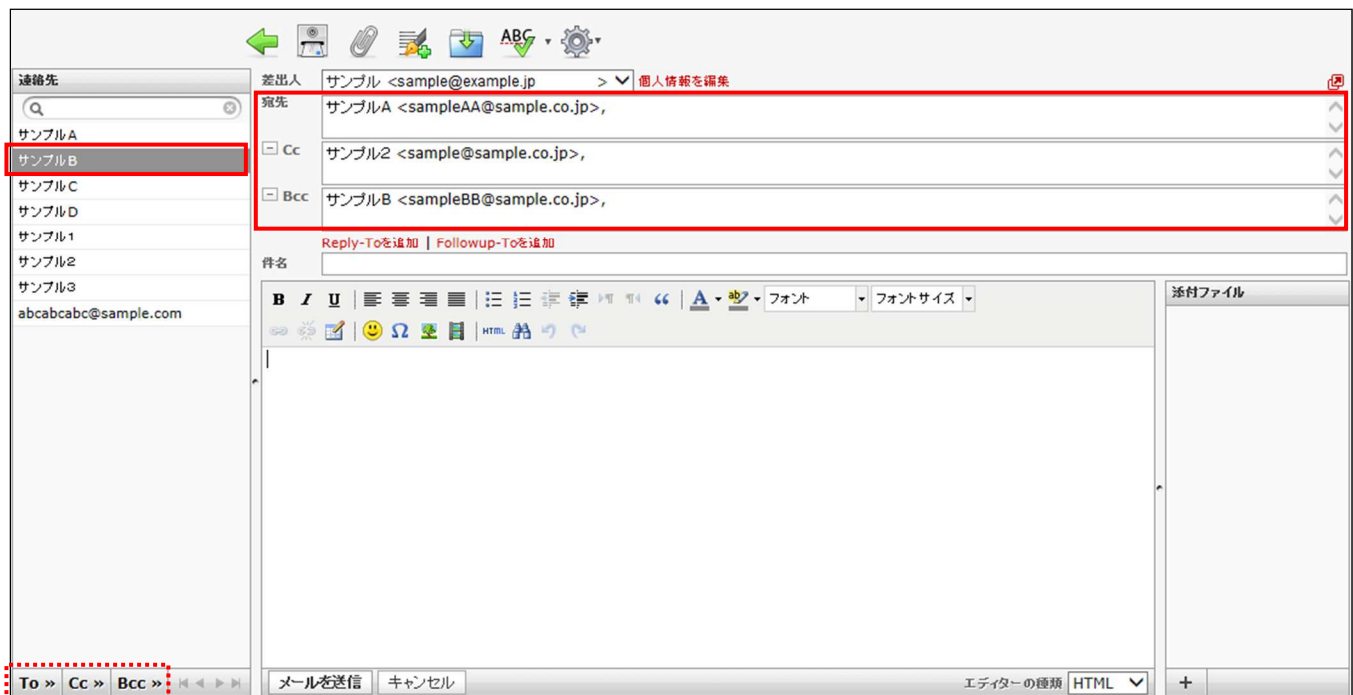 ABC
連絡先
サンプルA
サンプルB
サンプルC
サンプルD
サンプル1
サンプル2
サンプル3
abcabcabc@sample.com
To » Cc » Bcc »
差出人 サンプル <sample@example.jp > 個人情報を編集
宛先 サンプルA <sampleAA@sample.co.jp>,
Cc サンプル2 <sample@sample.co.jp>,
Bcc サンプルB <sampleBB@sample.co.jp>,
Reply-Toを追加 | Followup-Toを追加
件名
B I U A ab フォント フォントサイズ
Ω HTML
メールを送信 キャンセル エディターの種類 HTML
添付ファイル
+